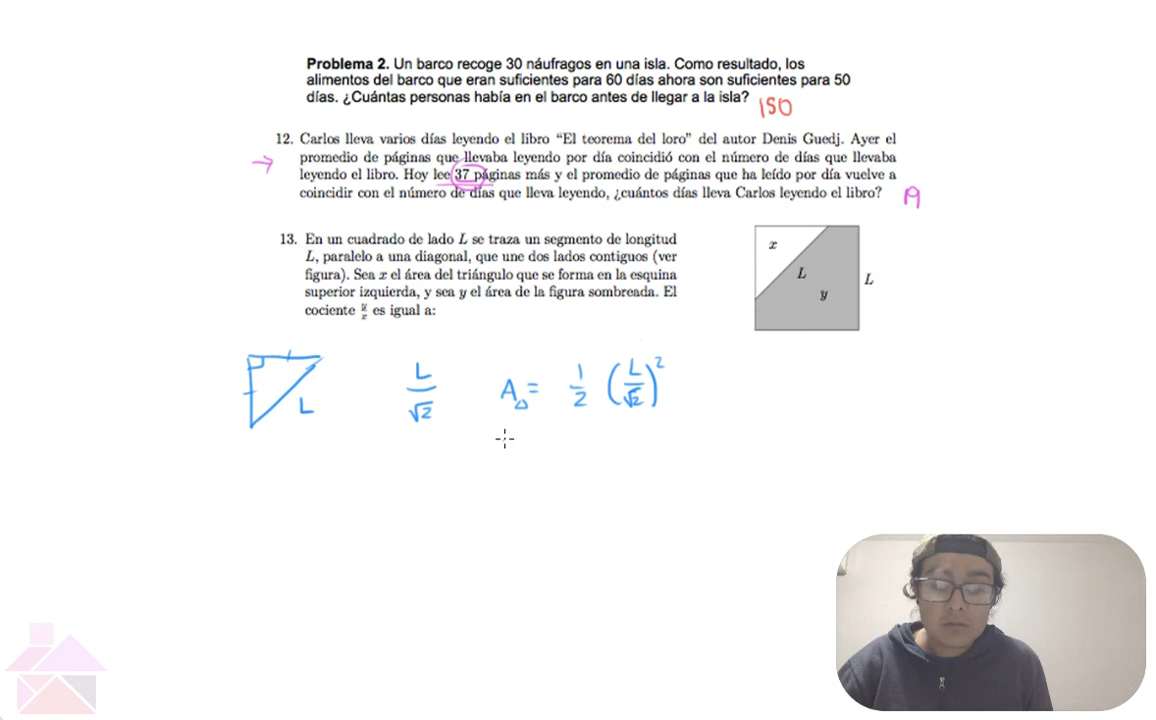 Problema 2. Un barco recoge 30 náufragos en una isla. Como resultado, los
alimentos del barco que eran suficientes para 60 días ahora son suficientes para 50
días. ¿Cuántas personas había en el barco antes de llegar a la isla?
150
12. Carlos lleva varios días leyendo el libro “El teorema del loro” del autor Denis Guedj. Ayer el
promedio de páginas que llevaba leyendo por día coincidió con el número de días que llevaba
leyendo el libro. Hoy lee 37 páginas más y el promedio de páginas que ha leído por día vuelve a
coincidir con el número de días que lleva leyendo, ¿cuántos días lleva Carlos leyendo el libro?
13. En un cuadrado de lado L se traza un segmento de longitud
L, paralelo a una diagonal, que une dos lados contiguos (ver
figura). Sea x el área del triángulo que se forma en la esquina
superior izquierda, y sea y el área de la figura sombreada. El
cociente y/x es igual a:
x
L
L
y
L
L/√2
A△ = 1/2 (L/√2)²